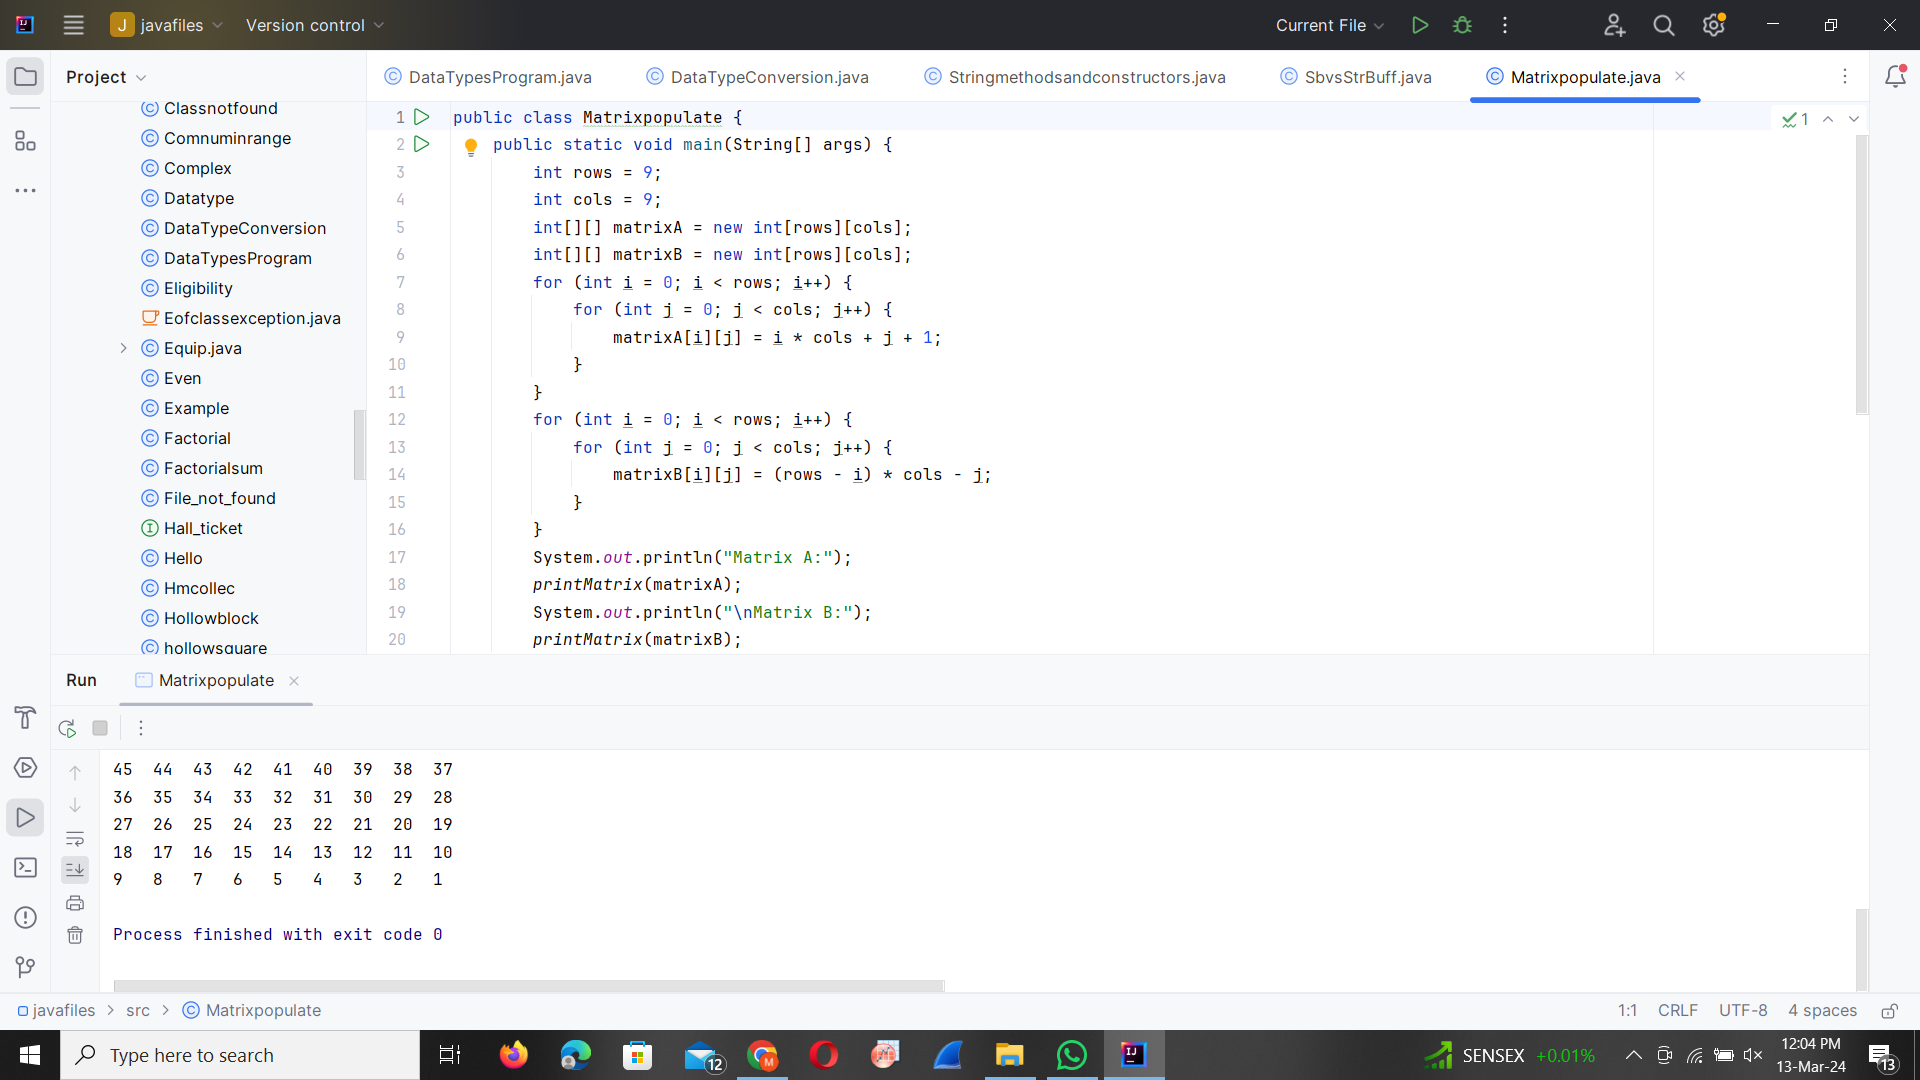 javafiles Version control Current File
Project
DataTypesProgram.java DataTypeConversion.java Stringmethodsandconstructors.java SbvsStrBuff.java Matrixpopulate.java
Classnotfound
Comnuminrange
Complex
Datatype
DataTypeConversion
DataTypesProgram
Eligibility
Eofclassexception.java
Equip.java
Even
Example
Factorial
Factorialsum
File_not_found
Hall_ticket
Hello
Hmcollec
Hollowblock
hollowsquare
1 public class Matrixpopulate {
2 public static void main(String[] args) {
3 int rows = 9;
4 int cols = 9;
5 int[][] matrixA = new int[rows][cols];
6 int[][] matrixB = new int[rows][cols];
7 for (int i = 0; i < rows; i++) {
8 for (int j = 0; j < cols; j++) {
9 matrixA[i][j] = i * cols + j + 1;
10 }
11 }
12 for (int i = 0; i < rows; i++) {
13 for (int j = 0; j < cols; j++) {
14 matrixB[i][j] = (rows - i) * cols - j;
15 }
16 }
17 System.out.println("Matrix A:");
18 printMatrix(matrixA);
19 System.out.println("\nMatrix B:");
20 printMatrix(matrixB);
1
Run Matrixpopulate
45 44 43 42 41 40 39 38 37
36 35 34 33 32 31 30 29 28
27 26 25 24 23 22 21 20 19
18 17 16 15 14 13 12 11 10
9 8 7 6 5 4 3 2 1
Process finished with exit code 0
javafiles > src > Matrixpopulate 1:1 CRLF UTF-8 4 spaces
Type here to search 12 SENSEX +0.01% 12:04 PM
13-Mar-24 13